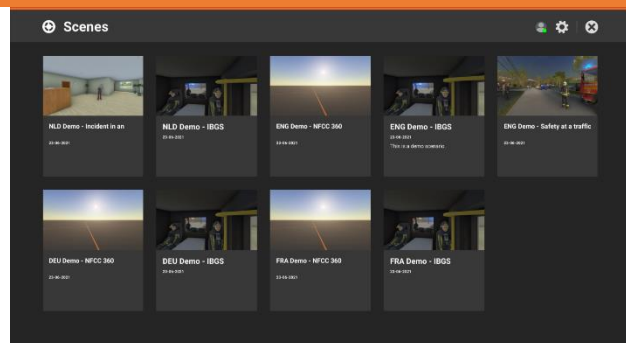 Scenes
NLD Demo - Incident in an
23-06-2021
NLD Demo - IBGS
23-06-2021
ENG Demo - NFCC 360
23-06-2021
ENG Demo - IBGS
23-06-2021
This is a demo scenario.
ENG Demo - Safety at a traffic
23-06-2021
DEU Demo - NFCC 360
23-06-2021
DEU Demo - IBGS
23-06-2021
FRA Demo - NFCC 360
23-06-2021
FRA Demo - IBGS
23-06-2021